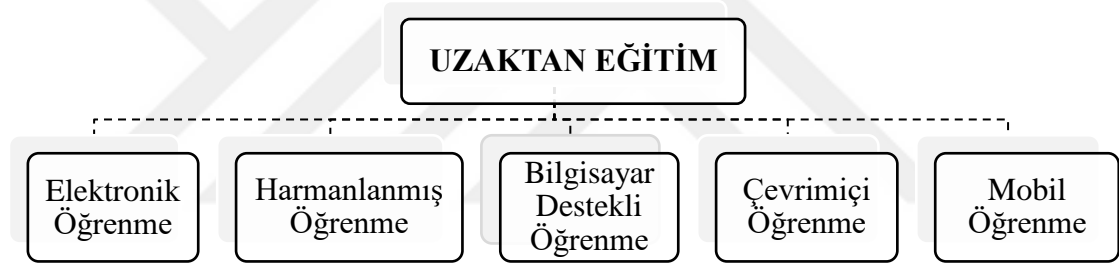 UZAKTAN EĞİTİM
Elektronik
Öğrenme
Harmanlanmış
Öğrenme
Bilgisayar
Destekli
Öğrenme
Çevrimiçi
Öğrenme
Mobil
Öğrenme